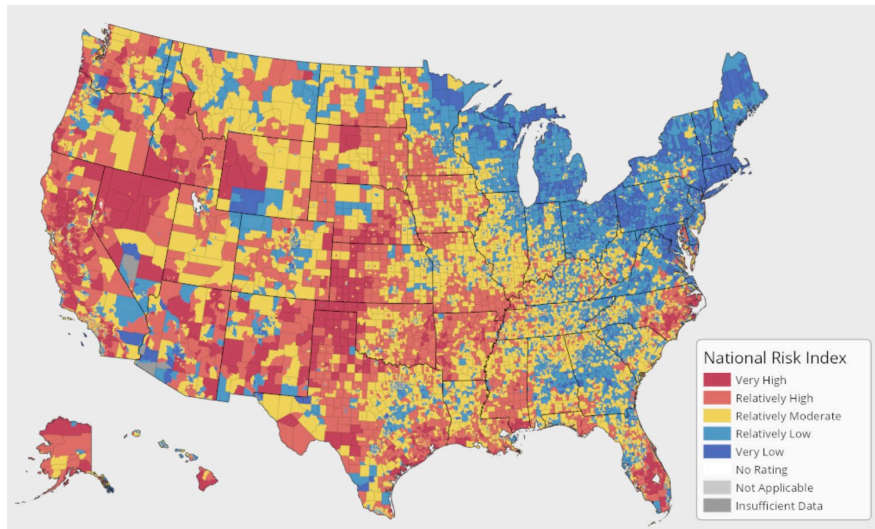 National Risk Index
Very High
Relatively High
Relatively Moderate
Relatively Low
Very Low
No Rating
Not Applicable
Insufficient Data